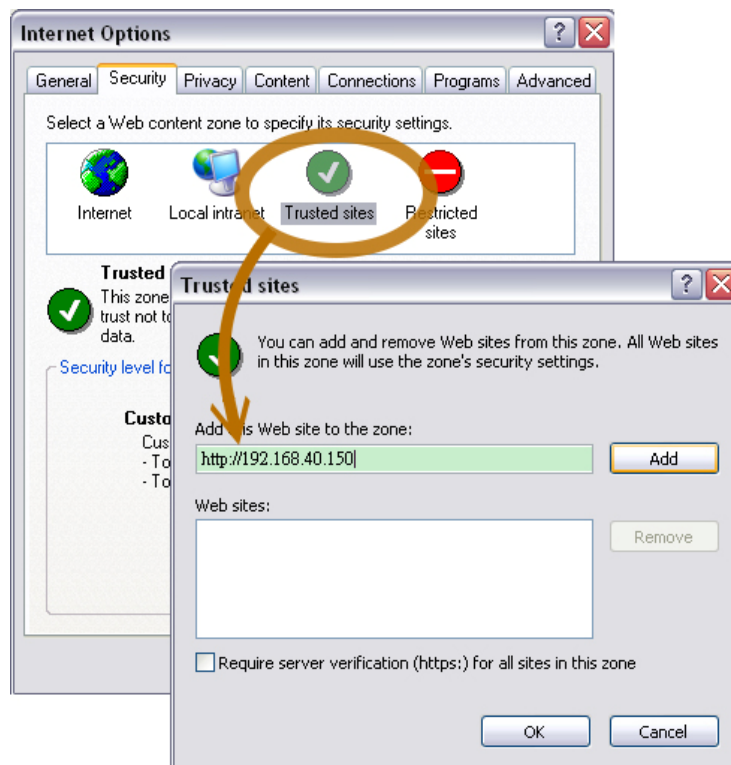 Internet Options
General Security Privacy Content Connections Programs Advanced
Select a Web content zone to specify its security settings.
Internet Local intranet Trusted sites Restricted
sites
Trusted
This zone
trust not to
data.
Security level fo
Custo
Cus
- To
- To
Trusted sites
You can add and remove Web sites from this zone. All Web sites
in this zone will use the zone's security settings.
Add this Web site to the zone:
http://192.168.40.150
Add
Web sites:
Remove
Require server verification (https:) for all sites in this zone
OK Cancel